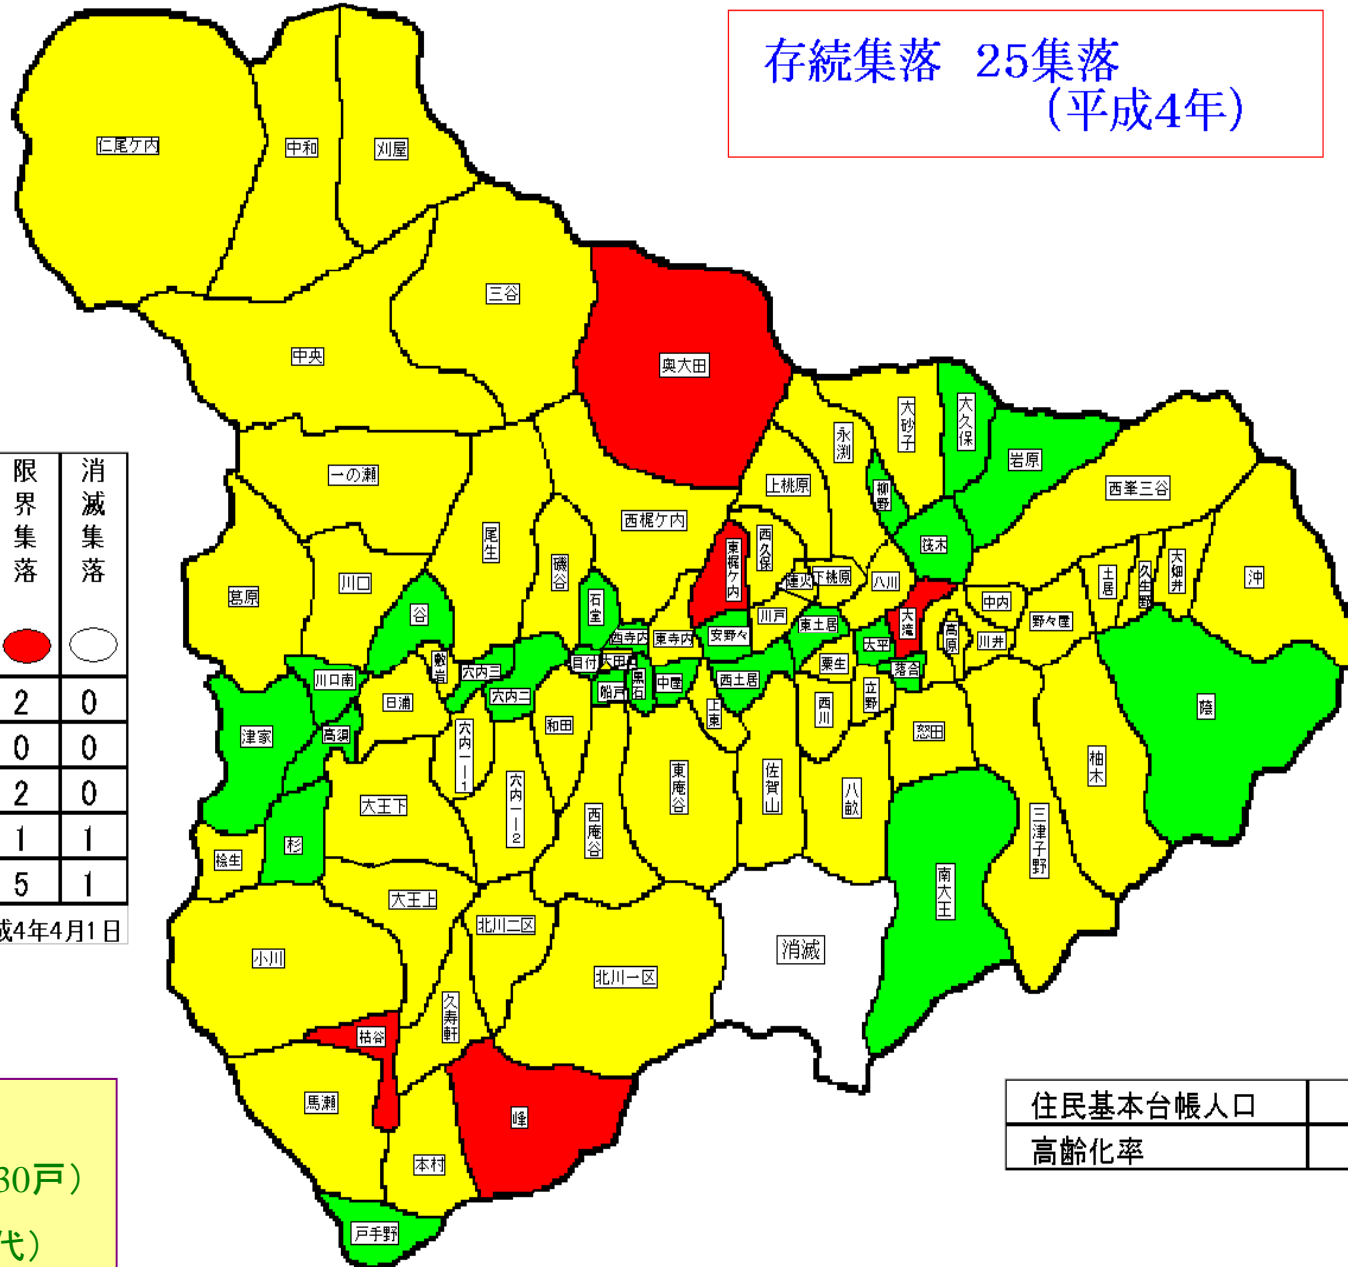 存続集落 25集落
(平成4年)
仁尾ケ内
中和
刈屋
三谷
中央
奥大田
大砂子
大久保
永渕
岩原
西峯三谷
一の瀬
上桃原
柳野
尾生
西梶ケ内
筏木
磯谷
東梶ケ内
西久保
葛原
川口
蓬火
下桃原
八川
土居
久生野
大畑井
沖
谷
石堂
西寺内
東寺内
安野々
川戸
東土居
大滝
中内
野々屋
高原
川井
大平
川口南
敷岩
穴内三
目付
大田口
黒石
中屋
西土居
粟生
落合
日浦
穴内二
船戸
上東
西川
立野
津家
高須
穴内一ー1
和田
怒田
蔭
柚木
大王下
穴内一ー2
西庵谷
東庵谷
佐賀山
八畝
三津子野
桧生
杉
南大王
大王上
北川二区
小川
北川一区
消滅
久寿軒
枯谷
馬瀬
峰
本村
戸手野
限界集落 消滅集落
2 0
0 0
2 0
1 1
5 1
成4年4月1日
30戸)
代)
住民基本台帳人口
高齢化率